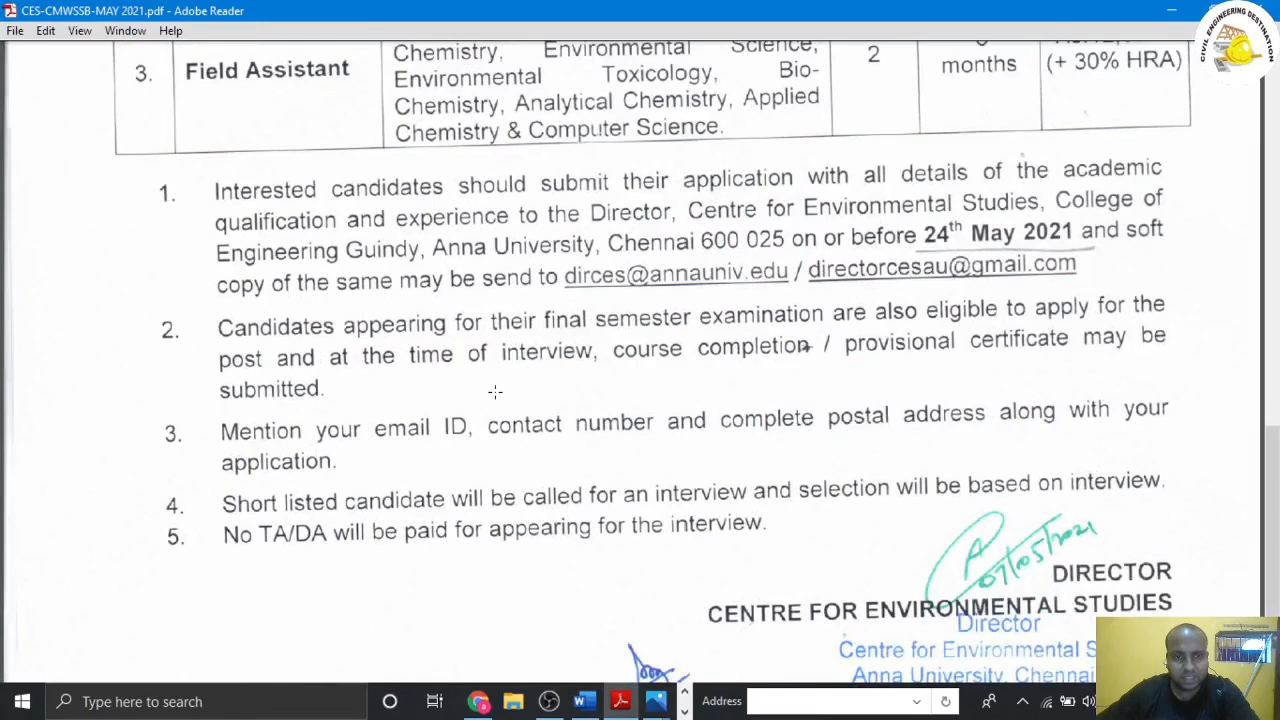 CES-CMWSSB-MAY 2021.pdf - Adobe Reader
File Edit View Window Help
CIVIL ENGINEERING DESTINATION
3. Field Assistant
Chemistry, Environmental Science,
Environmental Toxicology, Bio-
Chemistry, Analytical Chemistry, Applied
Chemistry & Computer Science.
2
months
(+ 30% HRA)
1. Interested candidates should submit their application with all details of the academic
qualification and experience to the Director, Centre for Environmental Studies, College of
Engineering Guindy, Anna University, Chennai 600 025 on or before 24th May 2021 and soft
copy of the same may be send to dirces@annauniv.edu / directorcesau@gmail.com
2. Candidates appearing for their final semester examination are also eligible to apply for the
post and at the time of interview, course completion / provisional certificate may be
submitted.
3. Mention your email ID, contact number and complete postal address along with your
application.
4. Short listed candidate will be called for an interview and selection will be based on interview.
5. No TA/DA will be paid for appearing for the interview.
07/05/2021
DIRECTOR
CENTRE FOR ENVIRONMENTAL STUDIES
Director
Centre for Environmental S
Anna University, Chennai
Type here to search
Address